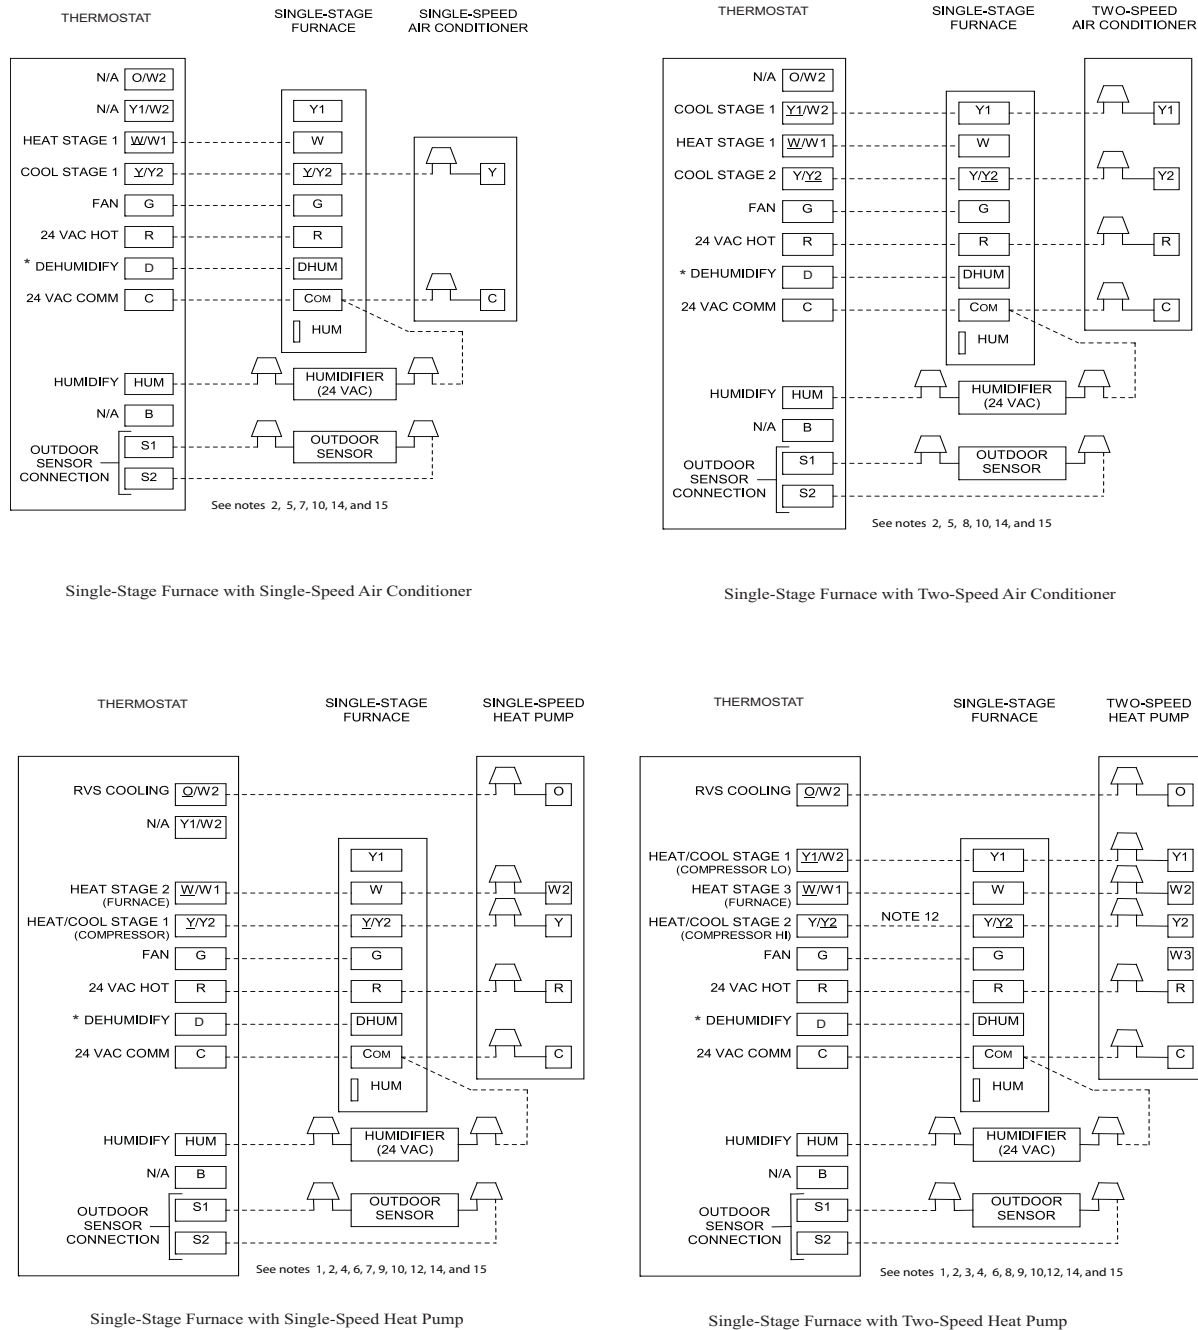 THERMOSTAT
SINGLE-STAGE
FURNACE
SINGLE-SPEED
AIR CONDITIONER
N/A O/W2
N/A Y1/W2 Y1
HEAT STAGE 1 W/W1 W
COOL STAGE 1 Y/Y2 Y/Y2 Y
FAN G G
24 VAC HOT R R
* DEHUMIDIFY D DHUM
24 VAC COMM C COM C
HUM
HUMIDIFY HUM HUMIDIFIER
(24 VAC)
N/A B
OUTDOOR
SENSOR
CONNECTION
S1
S2
OUTDOOR
SENSOR
See notes 2, 5, 7, 10, 14, and 15
Single-Stage Furnace with Single-Speed Air Conditioner
THERMOSTAT
SINGLE-STAGE
FURNACE
TWO-SPEED
AIR CONDITIONER
N/A O/W2
COOL STAGE 1 Y1/W2 Y1 Y1
HEAT STAGE 1 W/W1 W
COOL STAGE 2 Y/Y2 Y/Y2 Y2
FAN G G
24 VAC HOT R R R
* DEHUMIDIFY D DHUM
24 VAC COMM C COM C
HUM
HUMIDIFY HUM HUMIDIFIER
(24 VAC)
N/A B
OUTDOOR
SENSOR
CONNECTION
S1
S2
OUTDOOR
SENSOR
See notes 2, 5, 8, 10, 14, and 15
Single-Stage Furnace with Two-Speed Air Conditioner
THERMOSTAT
SINGLE-STAGE
FURNACE
SINGLE-SPEED
HEAT PUMP
RVS COOLING O/W2 O
N/A Y1/W2
Y1
HEAT STAGE 2 W/W1 W W2
(FURNACE)
HEAT/COOL STAGE 1 Y/Y2 Y/Y2 Y
(COMPRESSOR)
FAN G G
24 VAC HOT R R R
* DEHUMIDIFY D DHUM
24 VAC COMM C COM C
HUM
HUMIDIFY HUM HUMIDIFIER
(24 VAC)
N/A B
OUTDOOR
SENSOR
CONNECTION
S1
S2
OUTDOOR
SENSOR
See notes 1, 2, 4, 6, 7, 9, 10, 12, 14, and 15
Single-Stage Furnace with Single-Speed Heat Pump
THERMOSTAT
SINGLE-STAGE
FURNACE
TWO-SPEED
HEAT PUMP
RVS COOLING O/W2 O
HEAT/COOL STAGE 1 Y1/W2 Y1 Y1
(COMPRESSOR LO)
HEAT STAGE 3 W/W1 W W2
(FURNACE)
HEAT/COOL STAGE 2 Y/Y2 NOTE 12 Y/Y2 Y2
(COMPRESSOR HI)
FAN G G W3
24 VAC HOT R R R
* DEHUMIDIFY D DHUM
24 VAC COMM C COM C
HUM
HUMIDIFY HUM HUMIDIFIER
(24 VAC)
N/A B
OUTDOOR
SENSOR
CONNECTION
S1
S2
OUTDOOR
SENSOR
See notes 1, 2, 3, 4, 6, 8, 9, 10,12, 14, and 15
Single-Stage Furnace with Two-Speed Heat Pump